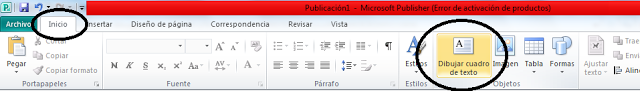 Publicación1 - Microsoft Publisher (Error de activación de productos)
Archivo Inicio Insertar Diseño de página Correspondencia Revisar Vista
Cortar
Copiar
Copiar formato
Pegar
Portapapeles
N K S
Fuente
Párrafo
Estilos
Dibujar cuadro
de texto
Imagen
Tabla
Formas
Objetos
Ajustar
texto